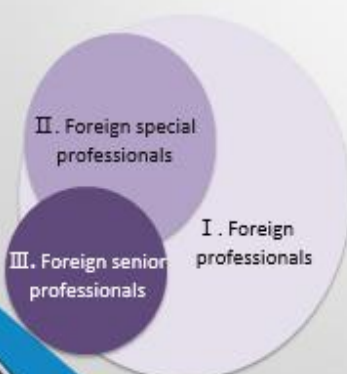 Ⅱ. Foreign special
professionals
Ⅰ. Foreign
professionals
Ⅲ. Foreign senior
professionals